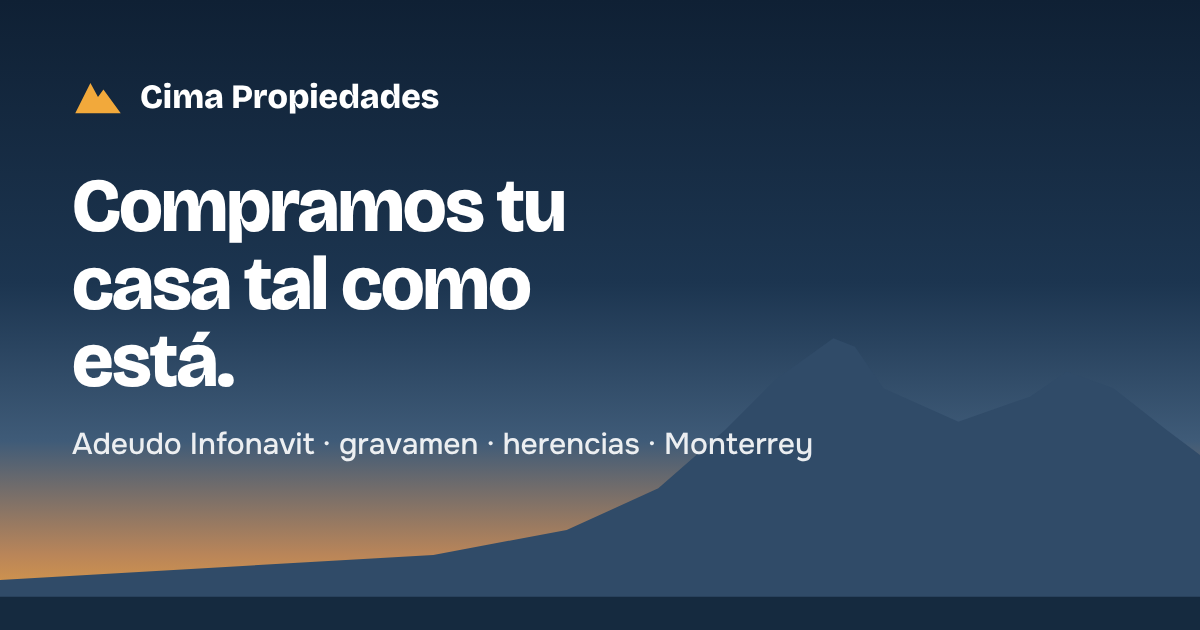 Cima Propiedades
Compramos tu
casa tal como
está.
Adeudo Infonavit · gravamen · herencias · Monterrey